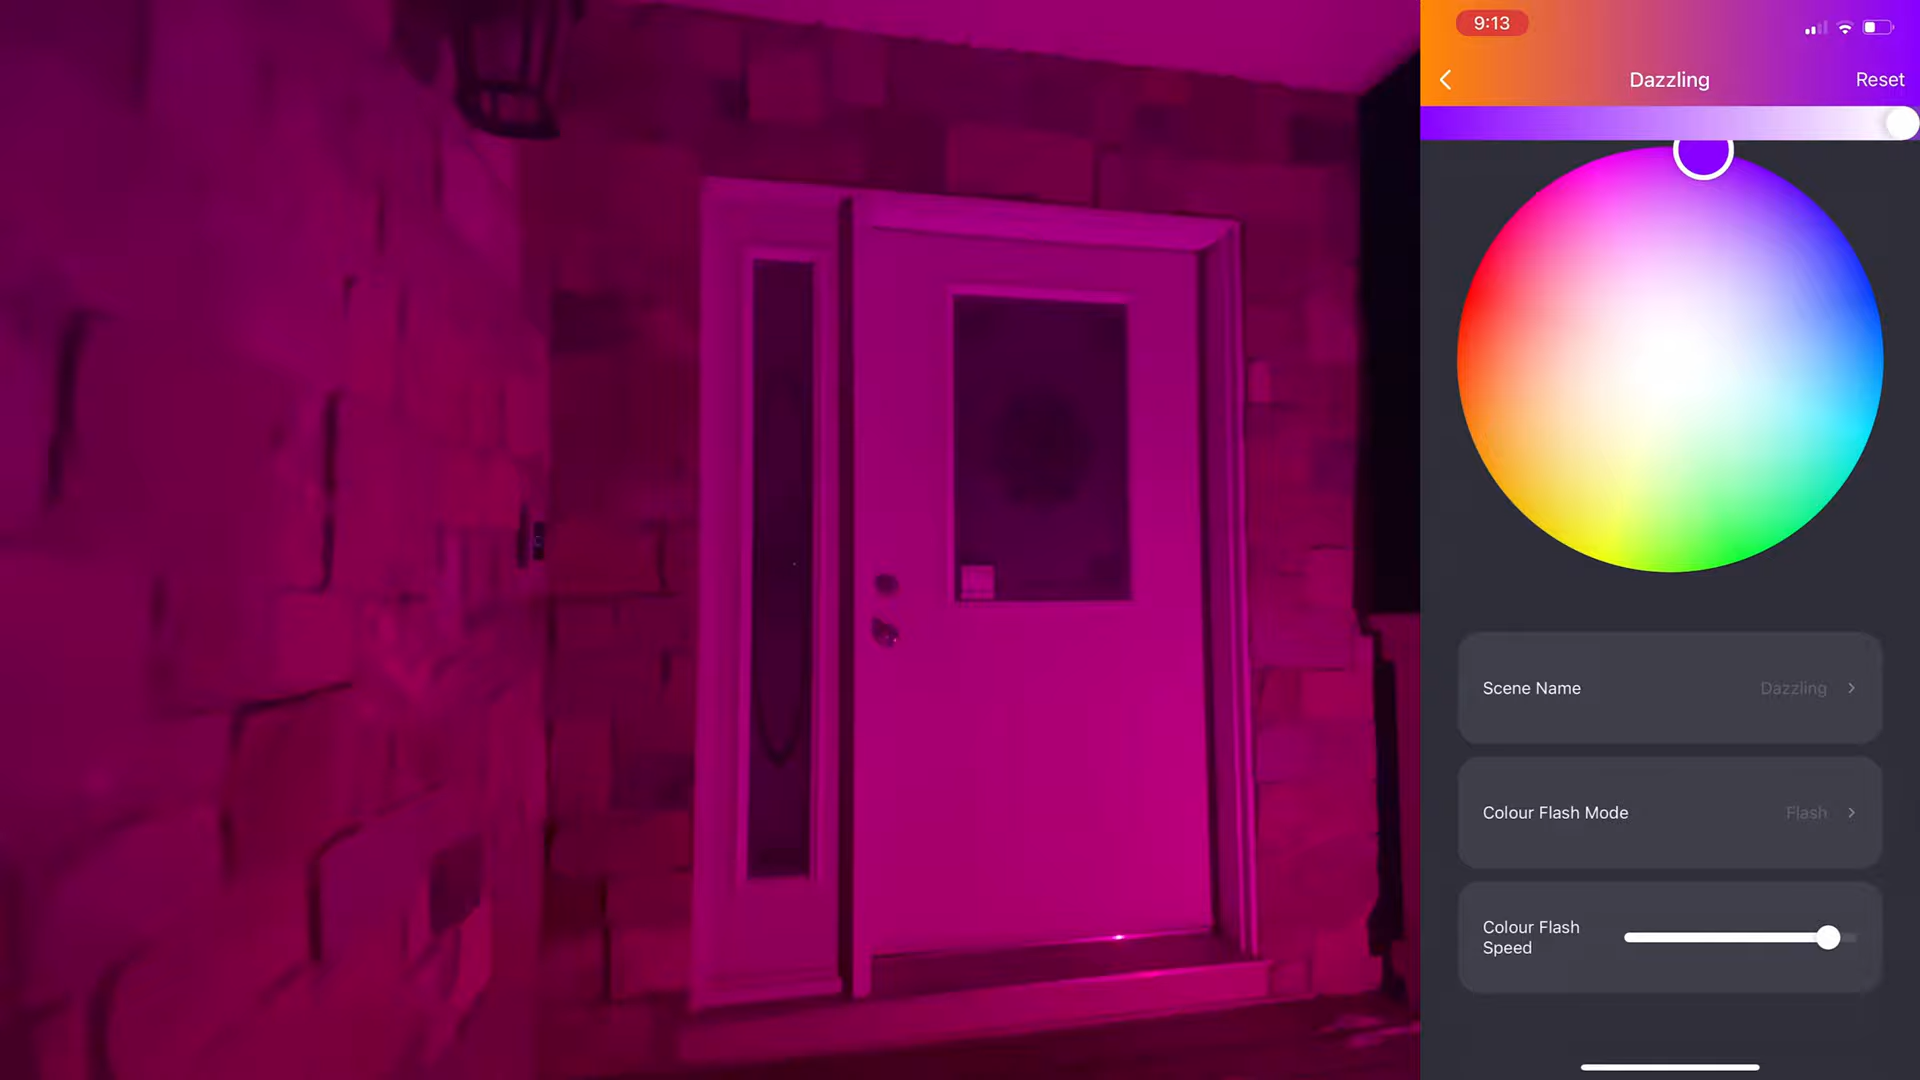 9:13
Dazzling
Reset
Scene Name
Dazzling
Colour Flash Mode
Flash
Colour Flash
Speed